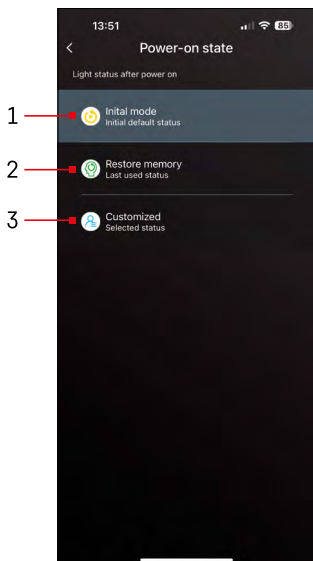 13:51
85
Power-on state
Light status after power on
1
Inital mode
Initial default status
2
Restore memory
Last used status
3
Customized
Selected status